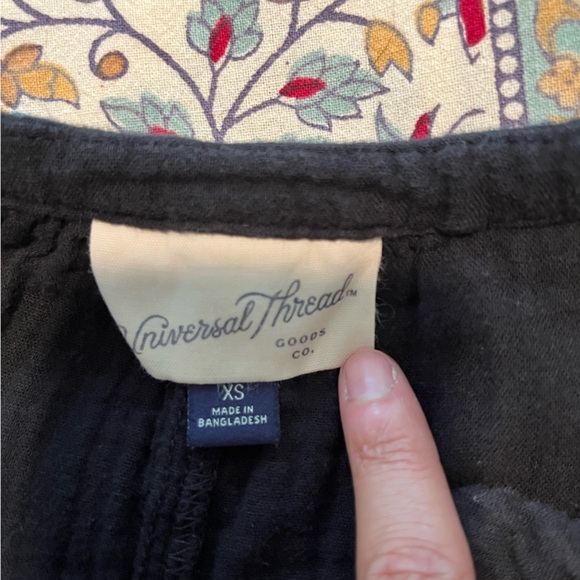 Universal Thread™
GOODS
CO.
XS
MADE IN
BANGLADESH